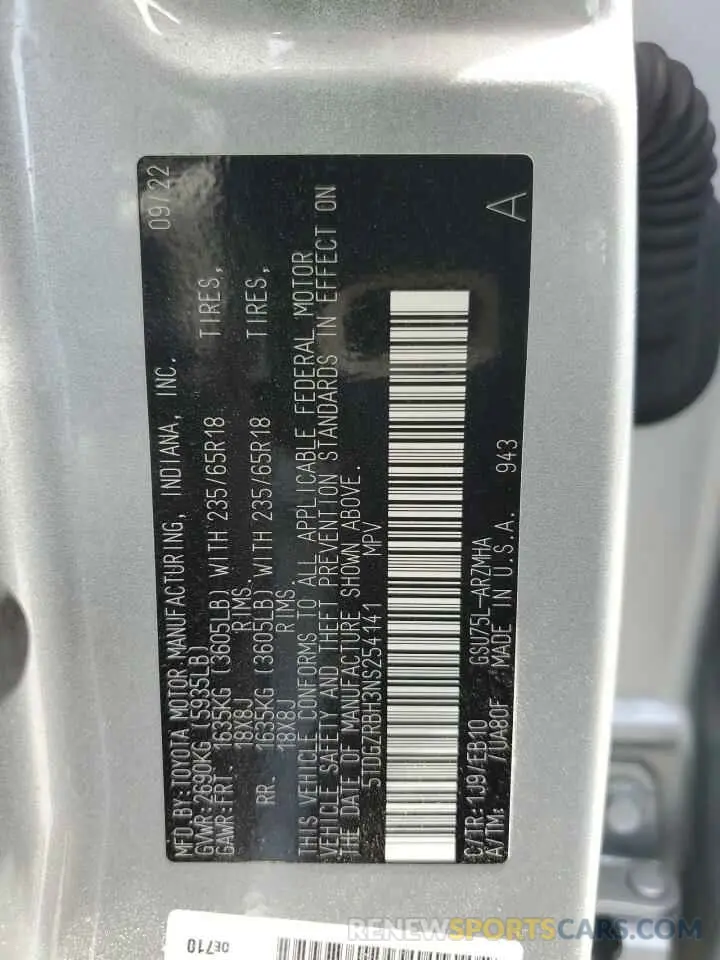 MFD.BY:TOYOTA MOTOR MANUFACTURING, INDIANA, INC. 09/22
GVWR:2690KG (5935LB)
GAWR:FRT. 1635KG (3605LB) WITH 235/65R18 TIRES,
18X8J RIMS.
RR. 1635KG (3605LB) WITH 235/65R18 TIRES,
18X8J RIMS.
THIS VEHICLE CONFORMS TO ALL APPLICABLE FEDERAL MOTOR
VEHICLE SAFETY AND THEFT PREVENTION STANDARDS IN EFFECT ON
THE DATE OF MANUFACTURE SHOWN ABOVE.
5TDGZRBH3NS254141 MPV
C/TR:1J9/EB10 GSU75L-ARZMHA
A/TM: /UA80F MADE IN U.S.A. 943
A
0E710
RENEWSALVAGECARS.COM